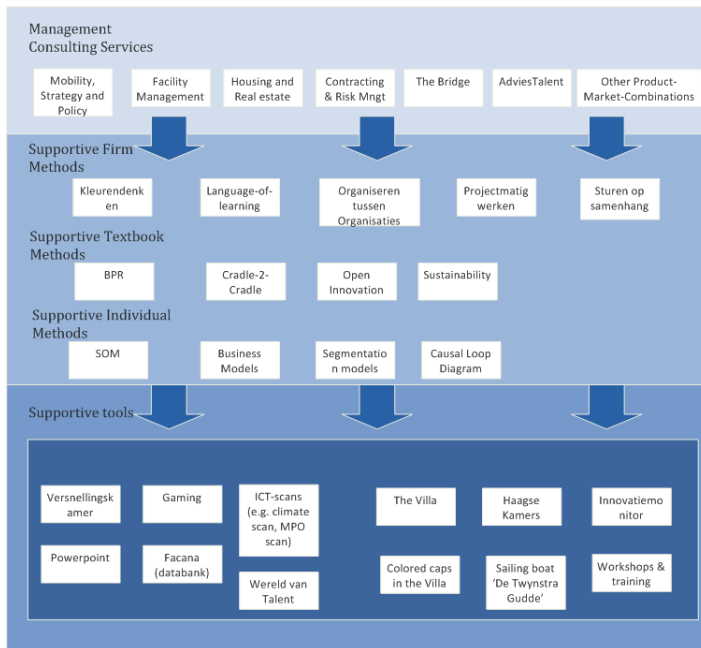 Management
Consulting Services
Mobility,
Strategy and
Policy
Facility
Management
Housing and
Real estate
Contracting
& Risk Mngt
The Bridge
AdviesTalent
Other Product-
Market-Combinations
Supportive Firm
Methods
Kleurendenk
en
Language-of-
learning
Organiseren
tussen
Organisaties
Projectmatig
werken
Sturen op
samenhang
Supportive Textbook
Methods
BPR
Cradle-2-
Cradle
Open
Innovation
Sustainability
Supportive Individual
Methods
SOM
Business
Models
Segmentatio
n models
Causal Loop
Diagram
Supportive tools
Versnellingsk
amer
Gaming
ICT-scans
(e.g. climate
scan, MPO
scan)
The Villa
Haagse
Kamers
Innovatiemo
nitor
Powerpoint
Facana
(databank)
Wereld van
Talent
Colored caps
in the Villa
Sailing boat
‘De Twynstra
Gudde’
Workshops &
training